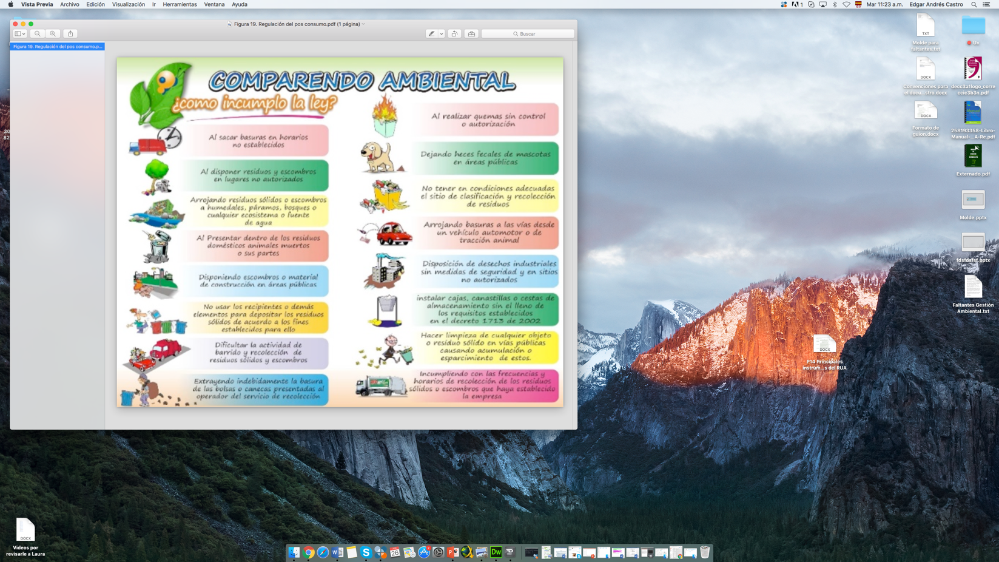 Vista Previa Archivo Edición Visualización Ir Herramientas Ventana Ayuda
1 Mar 11:23 a.m. Edgar Andrés Castro
Figura 19. Regulación del pos consumo.pdf (1 página)
Buscar
Figura 19. Regulación del pos consumo.p...
COMPARENDO AMBIENTAL
¿como incumplo la ley?
Al sacar basuras en horarios
no establecidos
Al disponer residuos y escombros
en lugares no autorizados
Arrojando residuos sólidos o escombros
a humedales, páramos, bosques o
cualquier ecosistema o fuente
de agua
Al Presentar dentro de los residuos
domésticos animales muertos
o sus partes
Disponiendo escombros o material
de construcción en áreas públicas
No usar los recipientes o demás
elementos para depositar los residuos
sólidos de acuerdo a los fines
establecidos para ello
Dificultar la actividad de
barrido y recolección de
residuos sólidos y escombros
Extrayendo indebidamente la basura
de las bolsas o canecas presentadas al
operador del servicio de recolección
Al realizar quemas sin control
o autorización
Dejando heces fecales de mascotas
en áreas públicas
No tener en condiciones adecuadas
el sitio de clasificación y recolección
de residuos
Arrojando basuras a las vías desde
un vehículo automotor o de
tracción animal
Disposición de desechos industriales
sin medidas de seguridad y en sitios
no autorizados
instalar cajas, canastillas o cestas de
almacenamiento sin el lleno de
los requisitos establecidos
en el decreto 1713 de 2002
Hacer limpieza de cualquier objeto
o residuo sólido en vías públicas
causando acumulación o
esparcimiento de estos.
Incumpliendo con las frecuencias y
horarios de recolección de los residuos
sólidos o escombros que haya establecido
la empresa
TXT
Molde para
faltantes.txt
Ux
DOCX
Convenciones para
el docu...stro.docx
decc3a1logo_corre
ccic3b3n.pdf
DOCX
Formato de
guion.docx
Manual
258193358-Libro-
Manual-...A-Re.pdf
Externado.pdf
Molde.pptx
fdsfdsfsf.pptx
Faltantes Gestión
Ambiental.txt
DOCX
P14 Principales
instrúm...s del RUA
30
82
DOCX
Videos por
revisarle a Laura
26
Dw